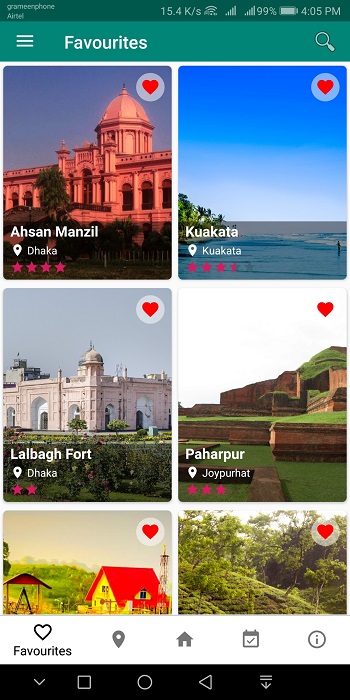 grameenphone
Airtel
15.4 K/s 99% 4:05 PM
Favourites
Ahsan Manzil
Dhaka
Kuakata
Kuakata
Lalbagh Fort
Dhaka
Paharpur
Joypurhat
Favourites